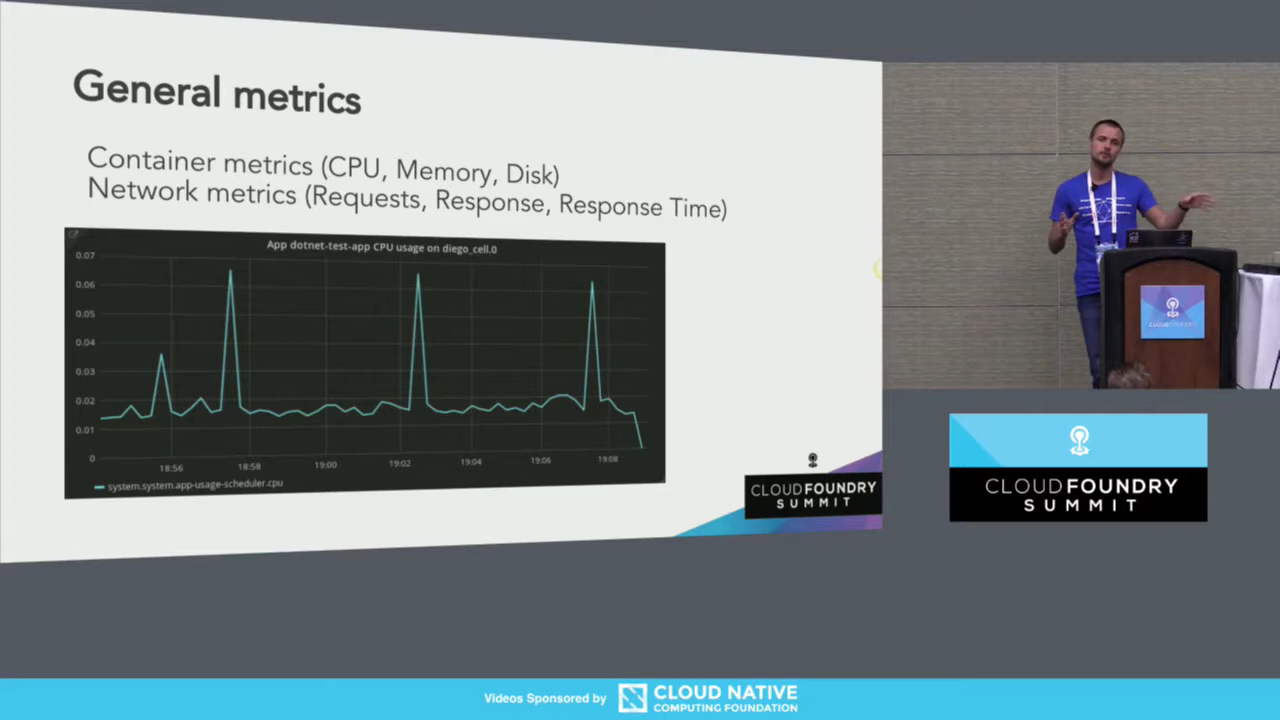 General metrics
Container metrics (CPU, Memory, Disk)
Network metrics (Requests, Response, Response Time)
App dotnet-test-app CPU usage on diego_cell.0
0.07
0.06
0.05
0.04
0.03
0.02
0.01
0
18:56
18:58
19:00
19:02
19:04
19:06
19:08
system.system.app-usage-scheduler.cpu
CLOUDFOUNDRY
SUMMIT
CLOUDFOUNDRY
CLOUDFOUNDRY
SUMMIT
Videos Sponsored by
CLOUD NATIVE
COMPUTING FOUNDATION